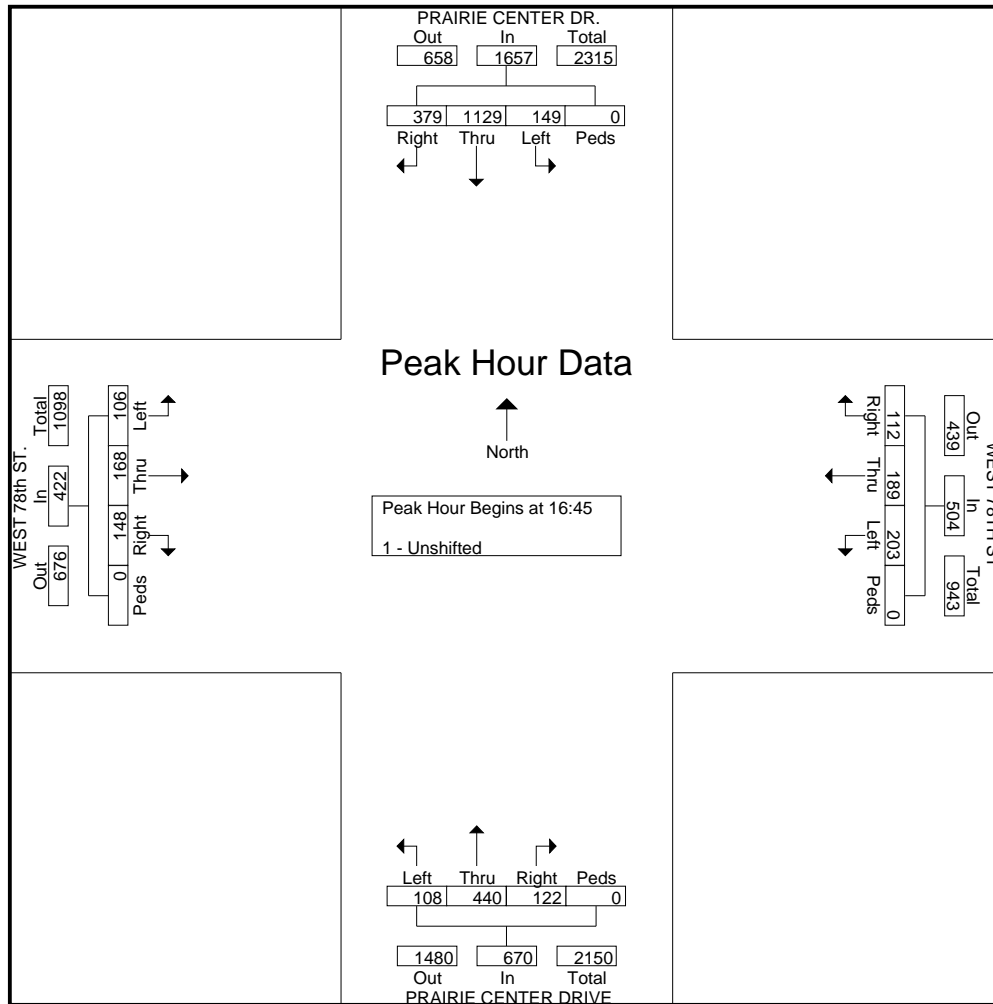 PRAIRIE CENTER DR.
Out In Total
658 1657 2315
379 1129 149 0
Right Thru Left Peds
Peak Hour Data
North
Peak Hour Begins at 16:45
1 - Unshifted
WEST 78th ST.
Out In Total
676 422 1098
0 148 168 106
Peds Right Thru Left
WEST 78TH ST
Out In Total
439 504 943
112 189 203 0
Right Thru Left Peds
Left Thru Right Peds
108 440 122 0
1480 670 2150
Out In Total
PRAIRIE CENTER DRIVE